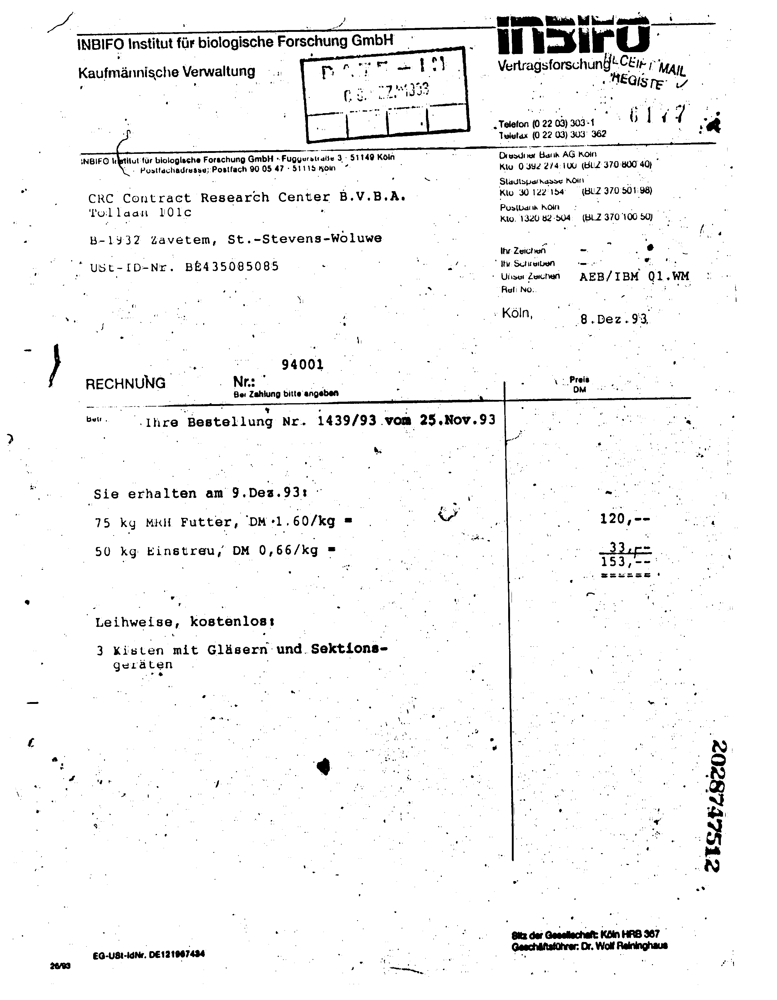 INBIFO Institut für biologische Forschung GmbH
Kaufmännische Verwaltung
INBIFO
Vertragsforschung
MAIL
REGISTE
6177
Telefon (0 22 03) 303-1
Telefax (0 22 03) 303 362
INBIFO Institut für biologische Forschung GmbH · Fuggerstraße 3 · 51149 Köln
Postfachadresse: Postfach 90 05 47 · 51115 Köln
Dresdner Bank AG Köln
Kto 0 392 274 100 (BLZ 370 800 40)
Stadtsparkasse Köln
Kto 30 122 154 (BLZ 370 501 98)
Postbank Köln
Kto. 1320 82-504 (BLZ 370 100 50)
CRC Contract Research Center B.V.B.A.
Tollaan 101c
B-1932 Zavetem, St.-Stevens-Woluwe
USt-ID-Nr. BE435085085
Ihr Zeichen –
Ihr Schreiben –
Unser Zeichen AEB/IBM 01.WM
Ref. No.
Köln, 8.Dez.93
94001
RECHNUNG Nr.:
Bei Zahlung bitte angeben
Preis
DM
Betr. Ihre Bestellung Nr. 1439/93 vom 25.Nov.93
Sie erhalten am 9.Dez.93:
75 kg MRH Futter, DM 1.60/kg = 120,--
50 kg Einstreu, DM 0,66/kg = 33,--
153,--
======
Leihweise, kostenlos:
3 Kisten mit Gläsern und Sektions-
geräten
2028747512
Sitz der Gesellschaft: Köln HRB 367
Geschäftsführer: Dr. Wolf Reininghaus
EG-USt-IdNr. DE121987434
26/93